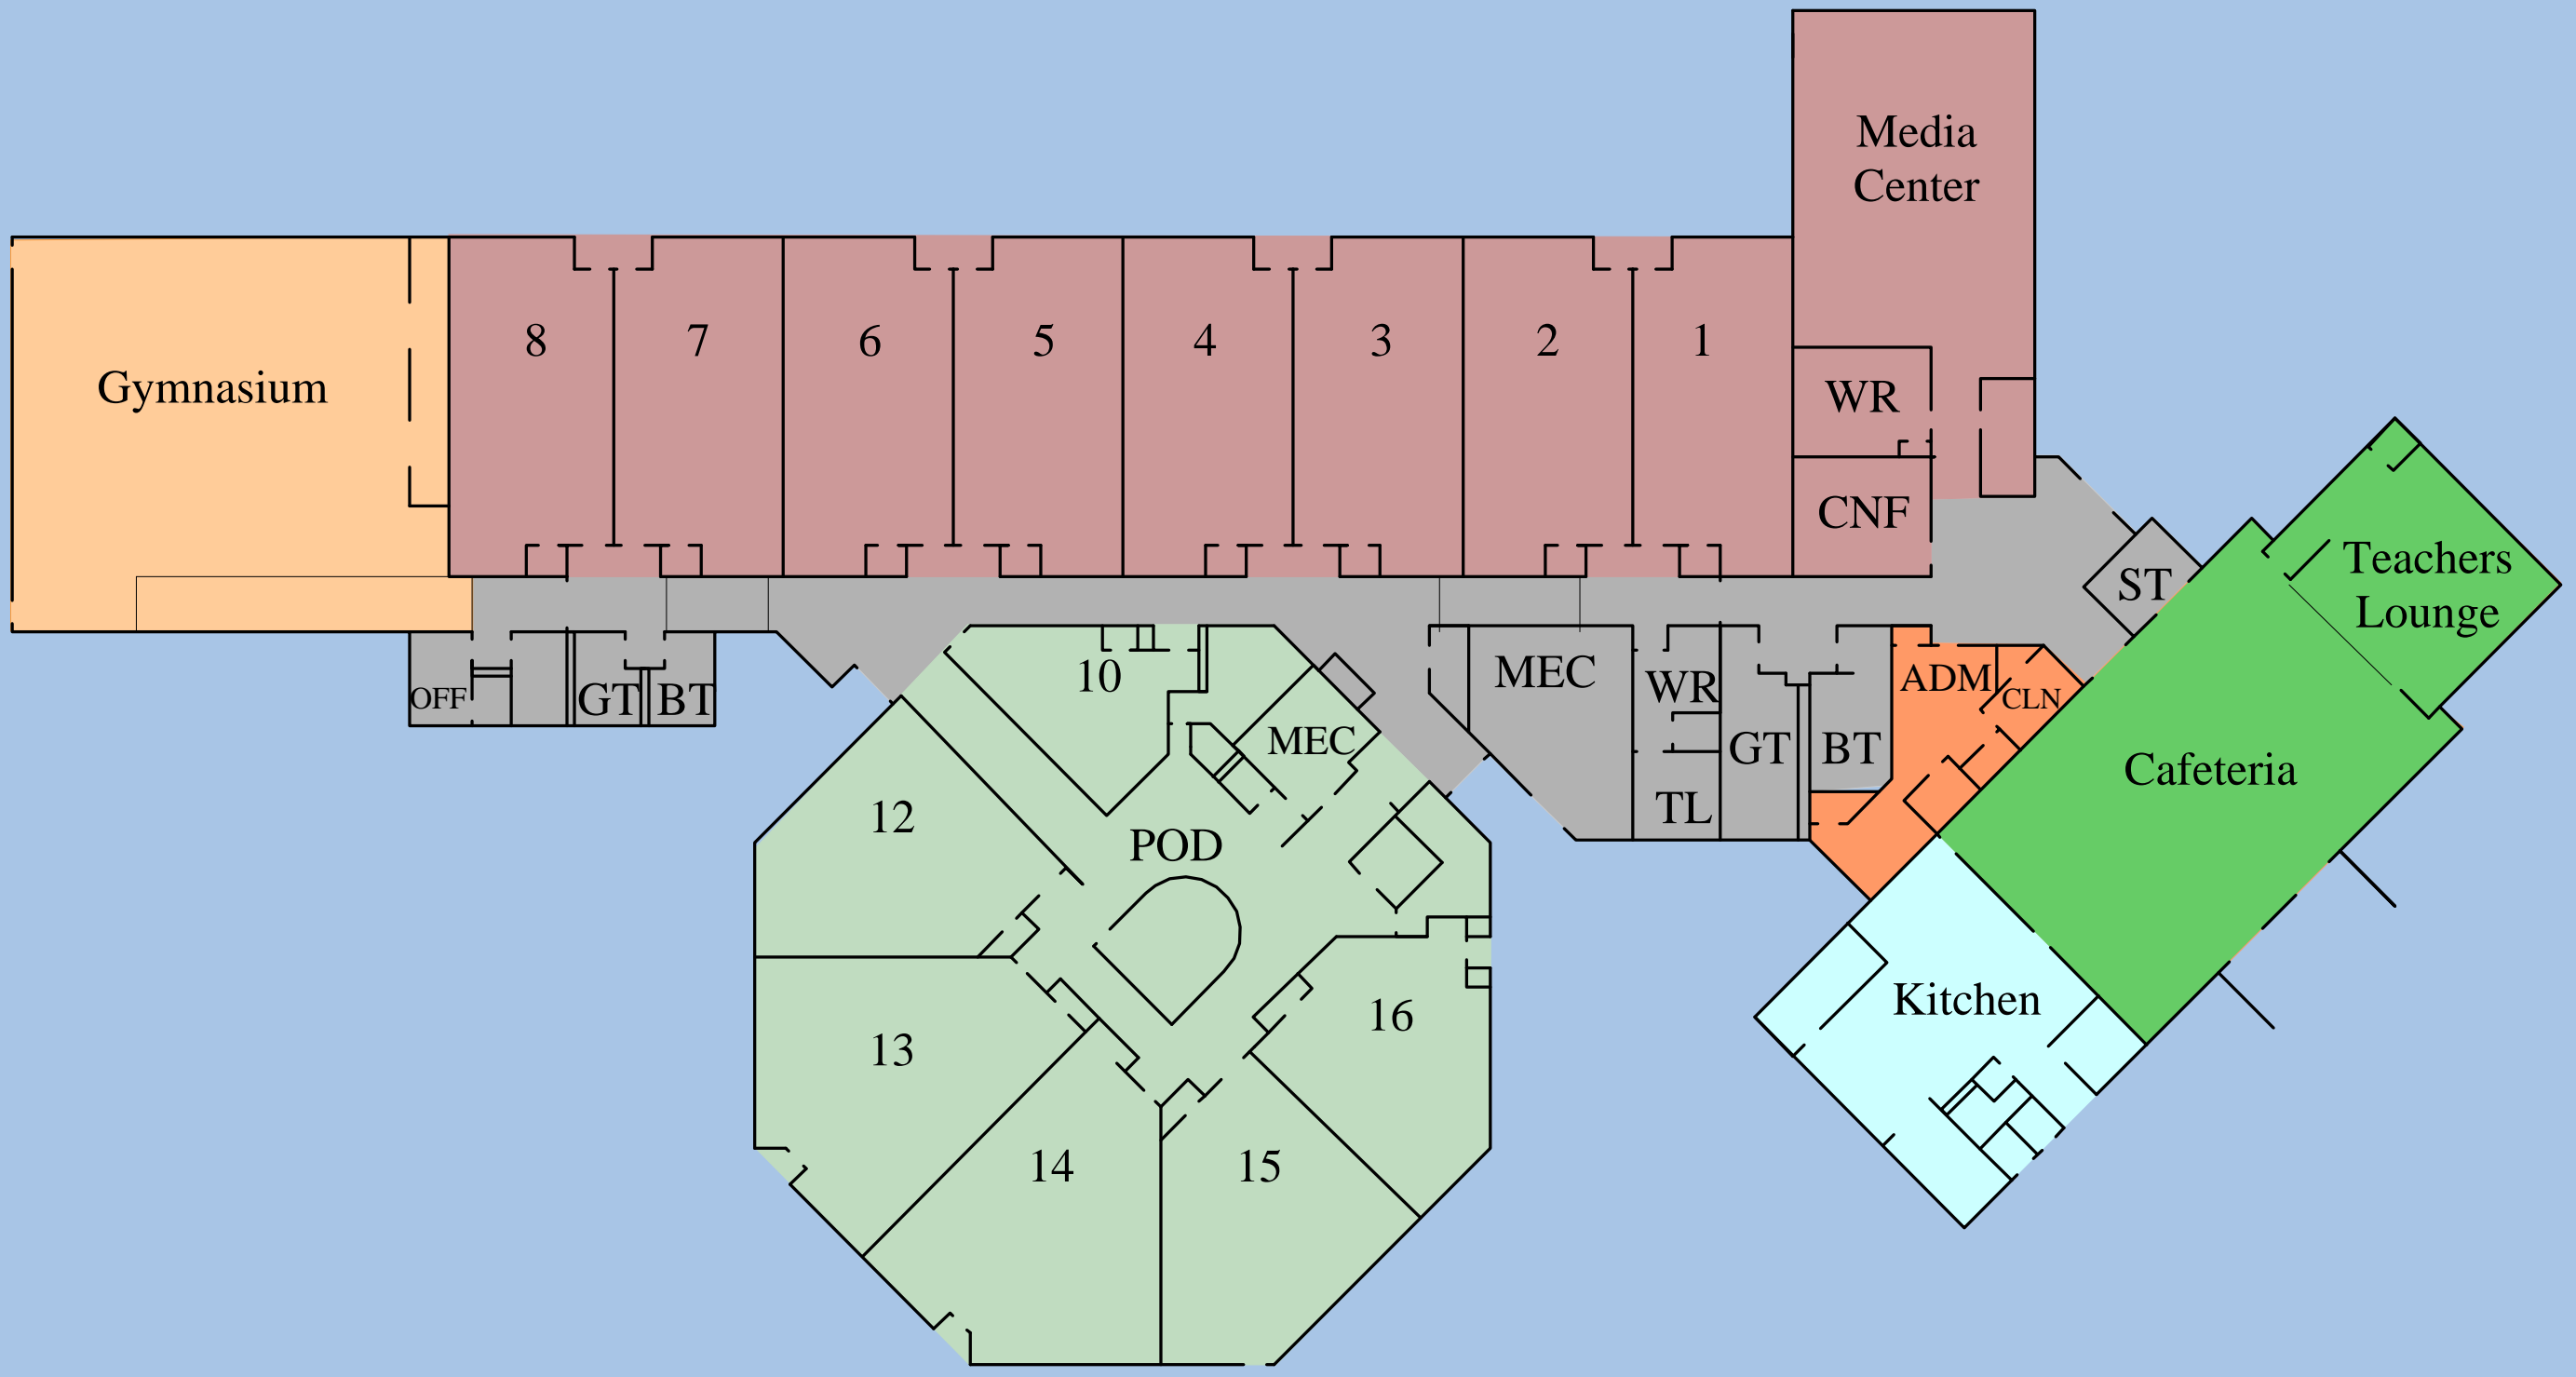 Media
Center
Gymnasium
8
7
6
5
4
3
2
1
WR
CNF
Teachers
Lounge
ST
OFF
GT
BT
10
MEC
MEC
WR
TL
GT
BT
ADM
CLN
Cafeteria
12
POD
Kitchen
13
16
14
15